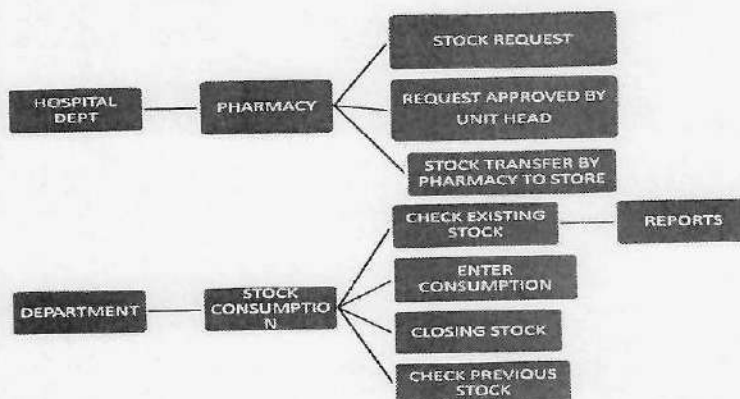 STOCK REQUEST
HOSPITAL
DEPT
PHARMACY
REQUEST APPROVED BY
UNIT HEAD
STOCK TRANSFER BY
PHARMACY TO STORE
CHECK EXISTING
STOCK
REPORTS
ENTER
CONSUMPTION
DEPARTMENT
STOCK
CONSUMPTIO
N
CLOSING STOCK
CHECK PREVIOUS
STOCK